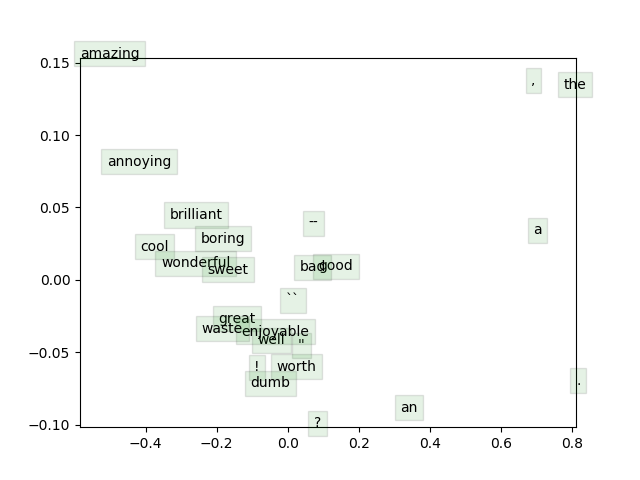 amazing
0.15
,
the
0.10
annoying
0.05
brilliant
--
a
boring
cool
wonderful
sweet
bad
good
0.00
``
great
waste
enjoyable
well
"
−0.05
!
worth
dumb
.
an
?
−0.10
−0.4 −0.2 0.0 0.2 0.4 0.6 0.8